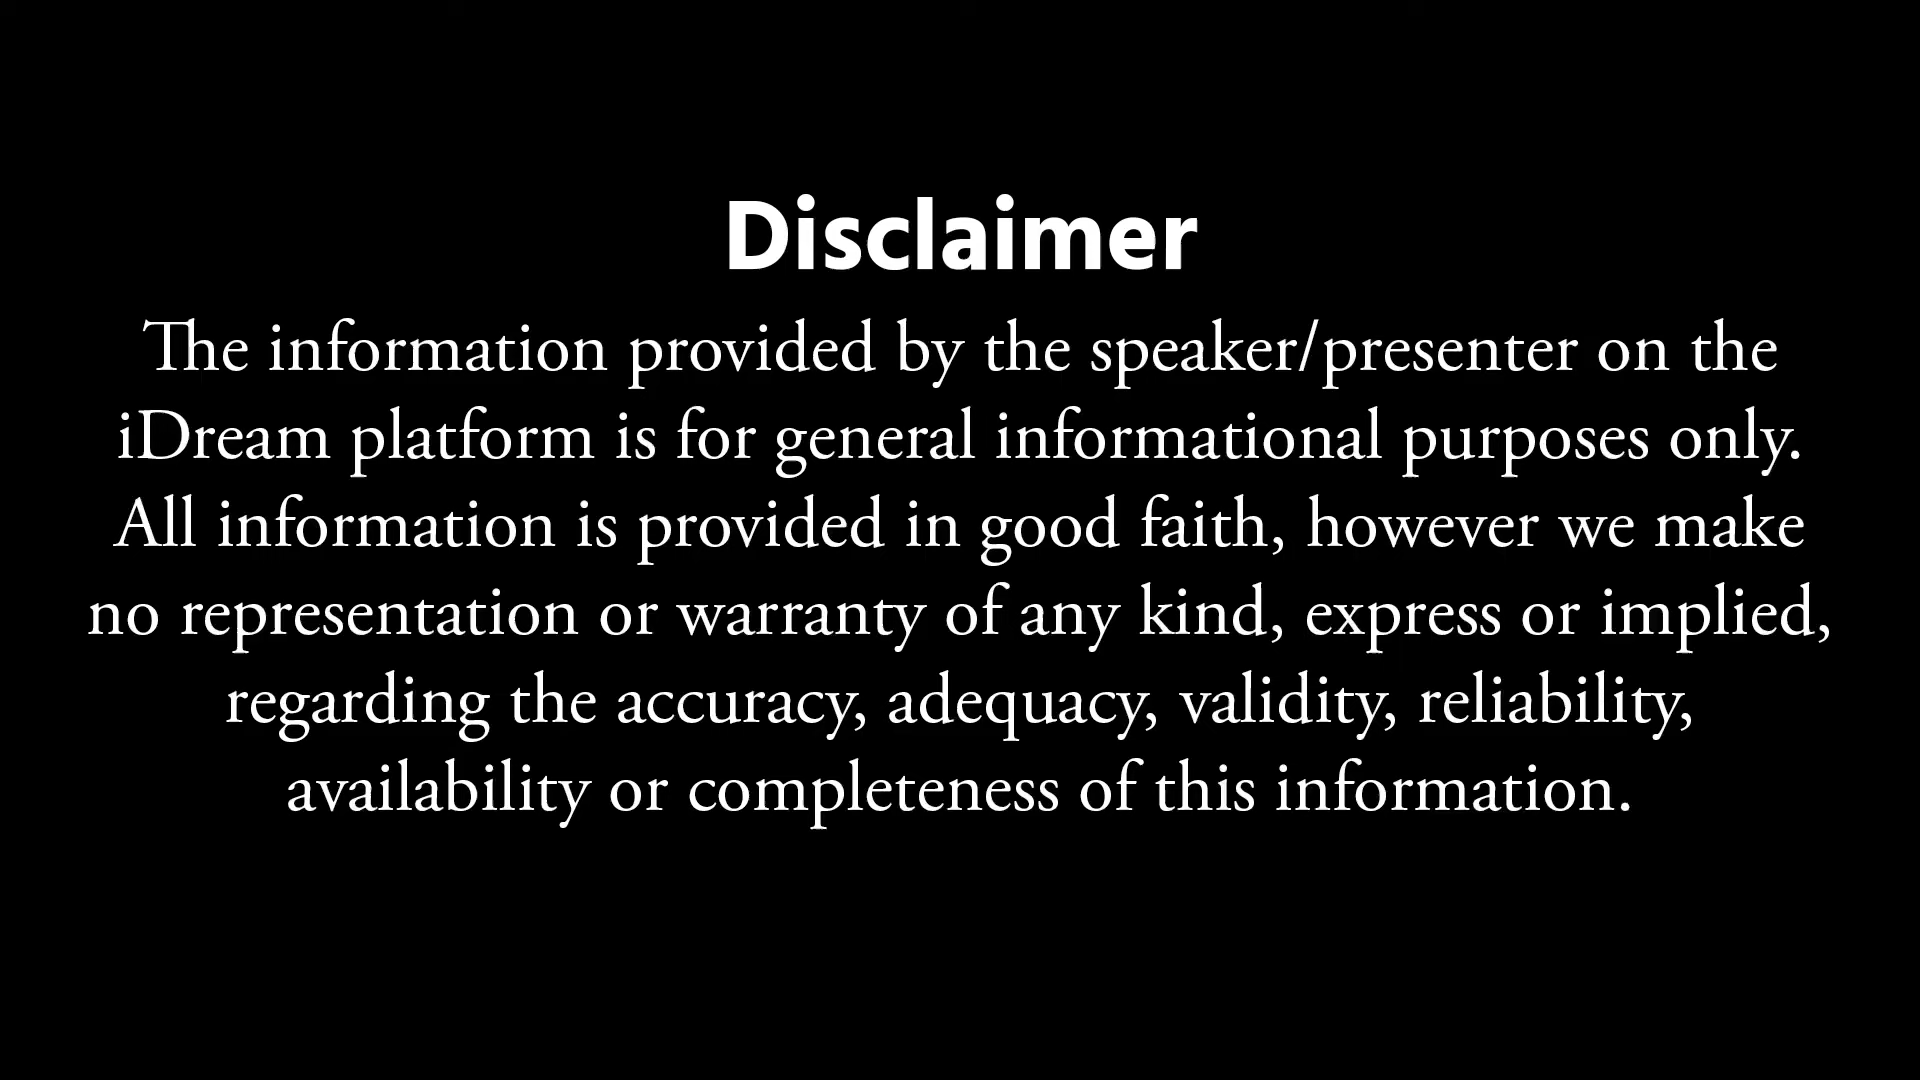 Disclaimer
The information provided by the speaker/presenter on the
iDream platform is for general informational purposes only.
All information is provided in good faith, however we make
no representation or warranty of any kind, express or implied,
regarding the accuracy, adequacy, validity, reliability,
availability or completeness of this information.